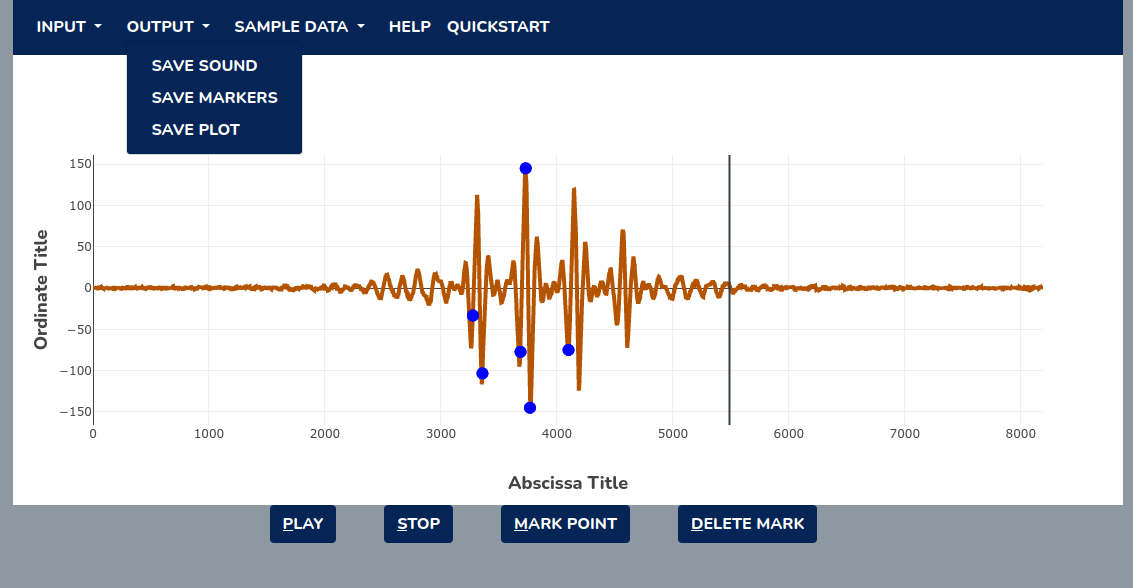 INPUT OUTPUT SAMPLE DATA HELP QUICKSTART
SAVE SOUND
SAVE MARKERS
SAVE PLOT
150
100
50
0
−50
−100
−150
Ordinate Title
0 1000 2000 3000 4000 5000 6000 7000 8000
Abscissa Title
PLAY STOP MARK POINT DELETE MARK